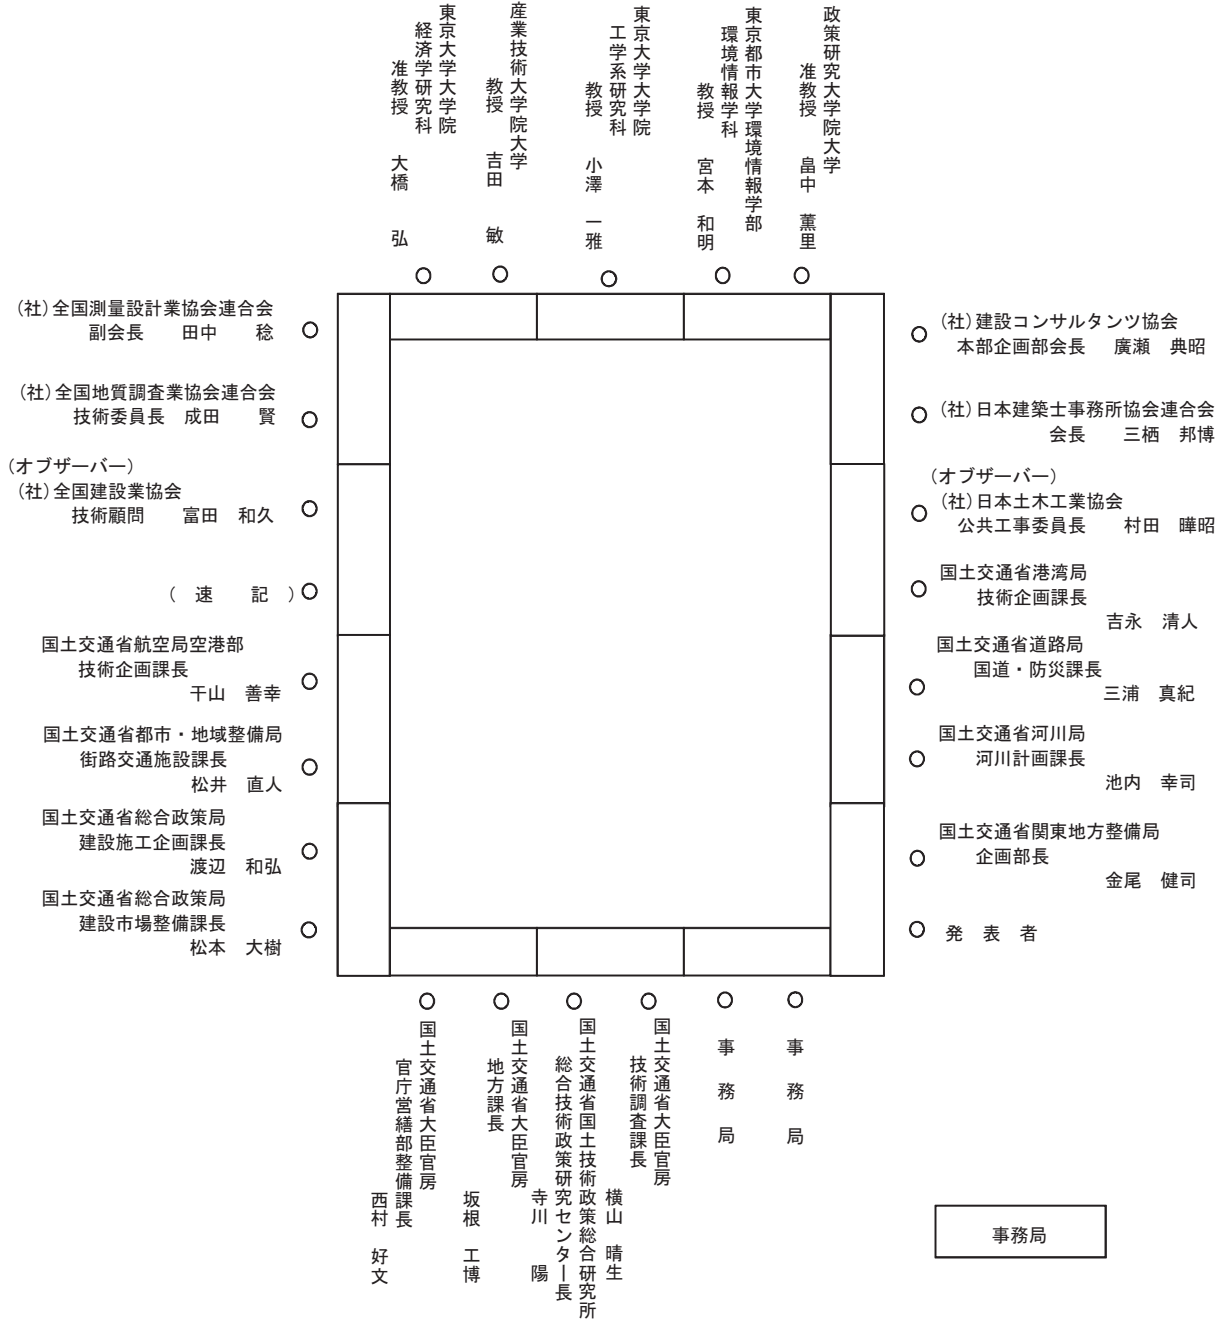 東京大学大学院
経済学研究科
准教授　大橋　弘
産業技術大学院大学
教授　吉田　敏
東京大学大学院
工学系研究科
教授　小澤　一雅
東京都市大学環境情報学部
環境情報学科
教授　宮本　和明
政策研究大学院大学
准教授　畠中　薫里
（社）全国測量設計業協会連合会
副会長　田中　稔
（社）全国地質調査業協会連合会
技術委員長　成田　賢
（オブザーバー）
（社）全国建設業協会
技術顧問　富田　和久
（　速　記　）
国土交通省航空局空港部
技術企画課長
干山　善幸
国土交通省都市・地域整備局
街路交通施設課長
松井　直人
国土交通省総合政策局
建設施工企画課長
渡辺　和弘
国土交通省総合政策局
建設市場整備課長
松本　大樹
（社）建設コンサルタンツ協会
本部企画部会長　廣瀬　典昭
（社）日本建築士事務所協会連合会
会長　三栖　邦博
（オブザーバー）
（社）日本土木工業協会
公共工事委員長　村田　曄昭
国土交通省港湾局
技術企画課長
吉永　清人
国土交通省道路局
国道・防災課長
三浦　真紀
国土交通省河川局
河川計画課長
池内　幸司
国土交通省関東地方整備局
企画部長
金尾　健司
発　表　者
国土交通省大臣官房
官庁営繕部整備課長
西村　好文
国土交通省大臣官房
地方課長
坂根　工博
国土交通省国土技術政策総合研究所
総合技術政策研究センター長
寺川　陽
国土交通省大臣官房
技術調査課長
横山　晴生
事　務　局
事　務　局
事務局